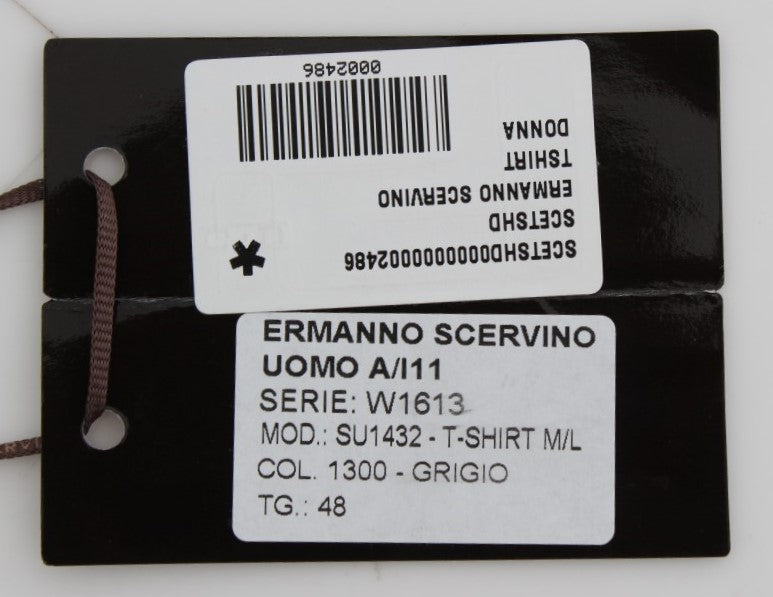 SCETSHD0000000002486
SCETSHD
ERMANNO SCERVINO
TSHIRT
DONNA
0002486
ERMANNO SCERVINO
UOMO A/I11
SERIE: W1613
MOD.: SU1432 - T-SHIRT M/L
COL. 1300 - GRIGIO
TG.: 48